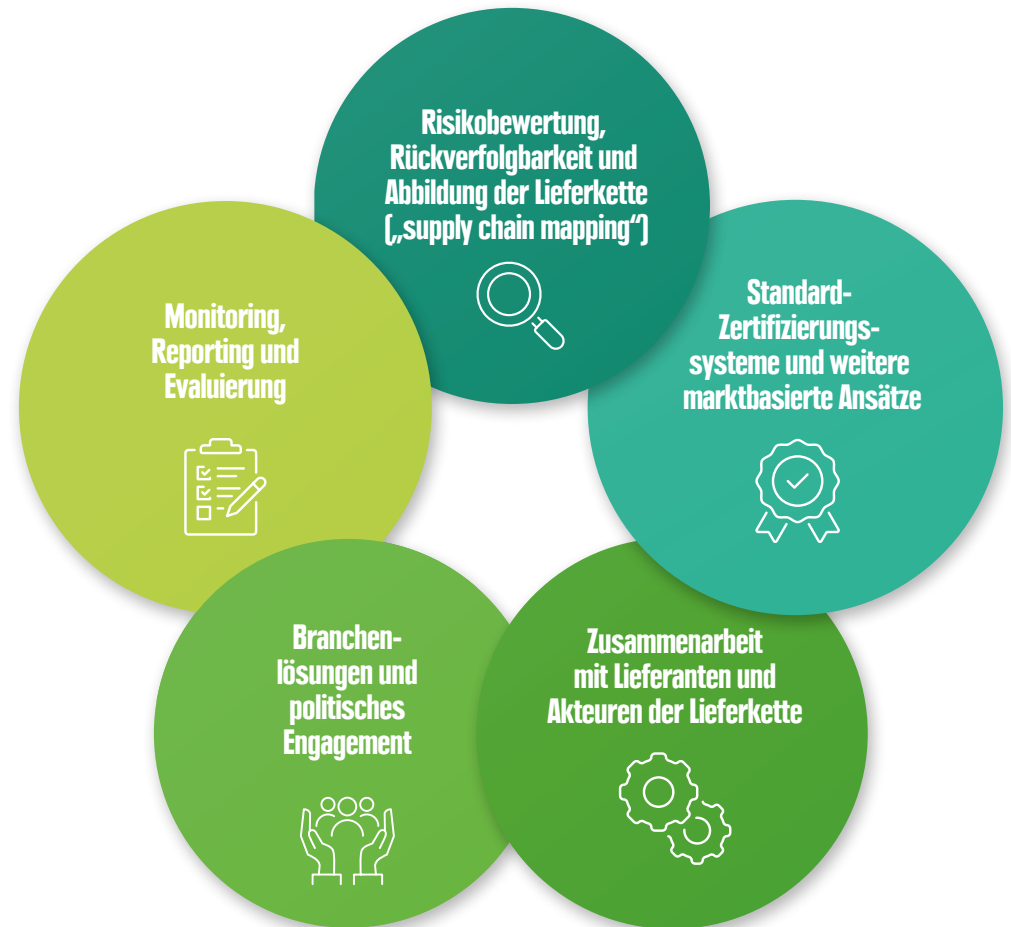 Risikobewertung,
Rückverfolgbarkeit und
Abbildung der Lieferkette
(„supply chain mapping“)
Standard-
Zertifizierungs-
systeme und weitere
marktbasierte Ansätze
Zusammenarbeit
mit Lieferanten und
Akteuren der Lieferkette
Branchen-
lösungen und
politisches
Engagement
Monitoring,
Reporting und
Evaluierung